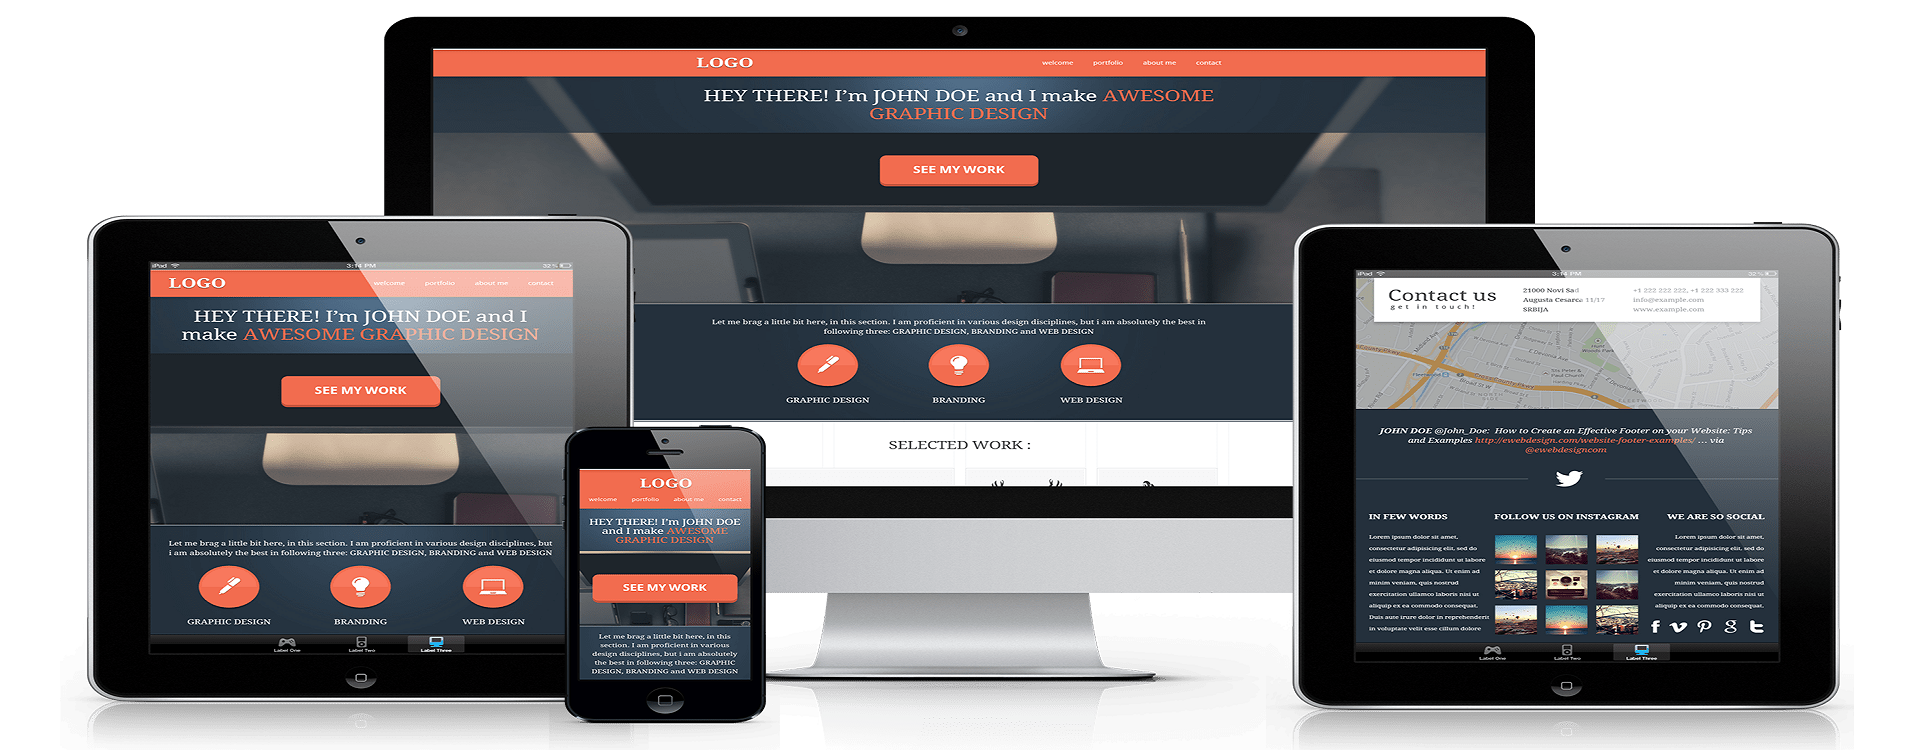 LOGO
welcome portfolio about me contact
HEY THERE! I'm JOHN DOE and I make AWESOME
GRAPHIC DESIGN
SEE MY WORK
Let me brag a little bit here, in this section. I am proficient in various design disciplines, but i am absolutely the best in
following three: GRAPHIC DESIGN, BRANDING and WEB DESIGN
GRAPHIC DESIGN BRANDING WEB DESIGN
SELECTED WORK :
iPad 3:14 PM 32%
LOGO welcome portfolio about me contact
HEY THERE! I'm JOHN DOE and I
make AWESOME GRAPHIC DESIGN
SEE MY WORK
Let me brag a little bit here, in this section. I am proficient in various design disciplines, but
i am absolutely the best in following three: GRAPHIC DESIGN, BRANDING and WEB DESIGN
GRAPHIC DESIGN BRANDING WEB DESIGN
Label One Label Two Label Three
LOGO
welcome portfolio about me contact
HEY THERE! I'm JOHN DOE
and I make AWESOME
GRAPHIC DESIGN
SEE MY WORK
Let me brag a little bit here, in this
section. I am proficient in various
design disciplines, but i am absolutely
the best in following three: GRAPHIC
DESIGN, BRANDING and WEB DESIGN
iPad 3:14 PM 32%
Contact us
get in touch!
21000 Novi Sad
Augusta Cesarca 11/17
SRBIJA
+1 222 222 222, +1 222 333 222
info@example.com
www.example.com
JOHN DOE @John_Doe: How to Create an Effective Footer on your Website: Tips
and Examples http://ewebdesign.com/website-footer-examples/ ... via
@ewebdesigncom
IN FEW WORDS
Lorem ipsum dolor sit amet,
consectetur adipisicing elit, sed do
eiusmod tempor incididunt ut labore
et dolore magna aliqua. Ut enim ad
minim veniam, quis nostrud
exercitation ullamco laboris nisi ut
aliquip ex ea commodo consequat.
Duis aute irure dolor in reprehenderit
in voluptate velit esse cillum dolore
FOLLOW US ON INSTAGRAM
WE ARE SO SOCIAL
Lorem ipsum dolor sit amet,
consectetur adipisicing elit, sed do
eiusmod tempor incididunt ut labore
et dolore magna aliqua. Ut enim ad
minim veniam, quis nostrud
exercitation ullamco laboris nisi ut
aliquip ex ea commodo consequat.
Label One Label Two Label Three